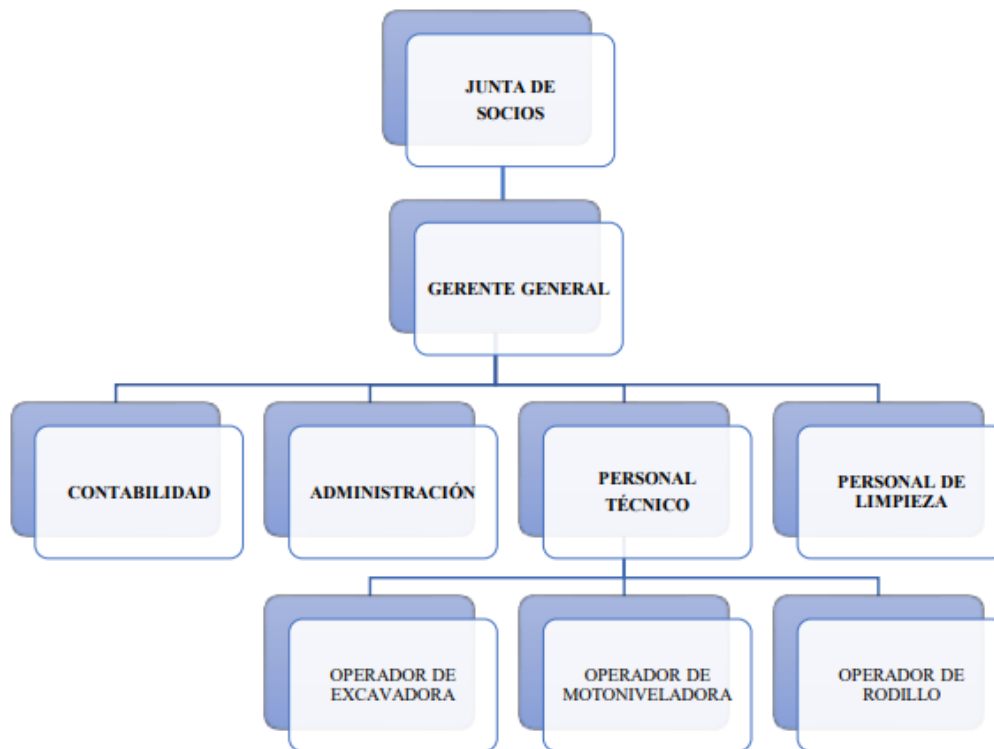 JUNTA DE
SOCIOS
GERENTE GENERAL
CONTABILIDAD
ADMINISTRACIÓN
PERSONAL
TÉCNICO
PERSONAL DE
LIMPIEZA
OPERADOR DE
EXCAVADORA
OPERADOR DE
MOTONIVELADORA
OPERADOR DE
RODILLO